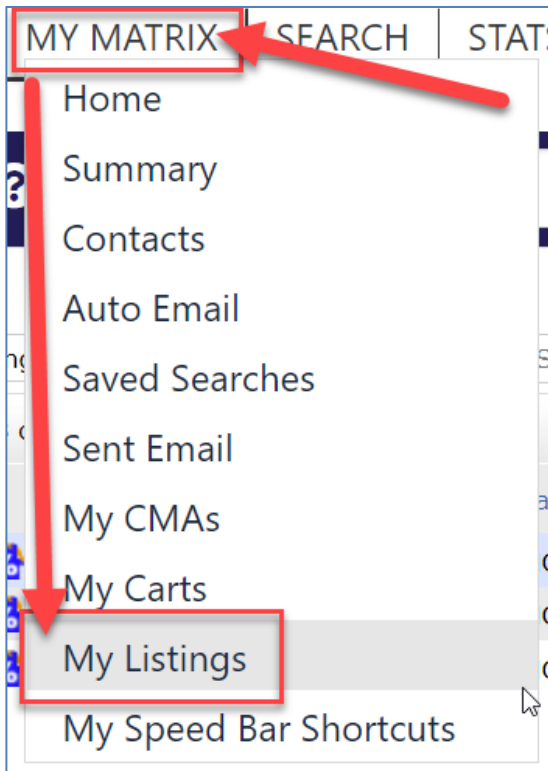 MY MATRIX SEARCH STATS
Home
?
Summary
Contacts
Auto Email
Saved Searches
Sent Email
My CMAs
My Carts
My Listings
My Speed Bar Shortcuts